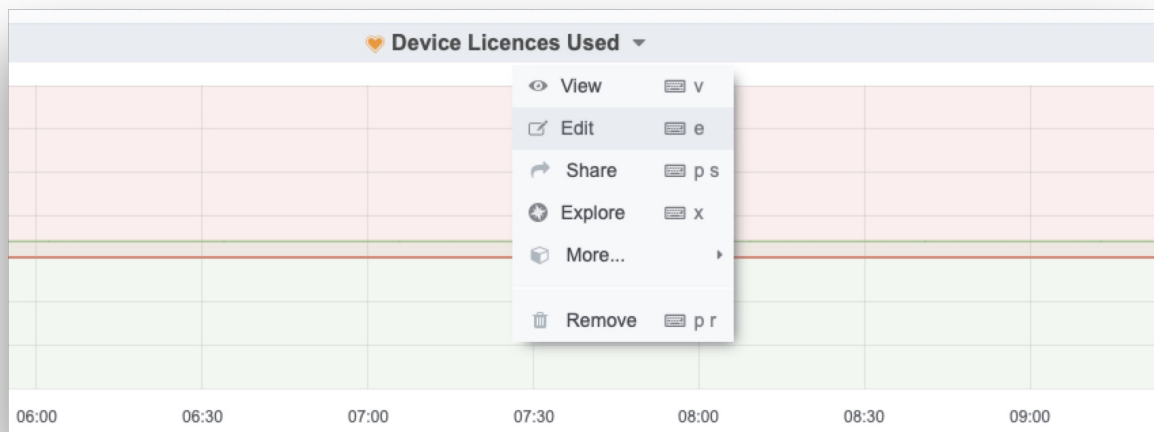 Device Licences Used
View v
Edit e
Share p s
Explore x
More...
Remove p r
06:00 06:30 07:00 07:30 08:00 08:30 09:00